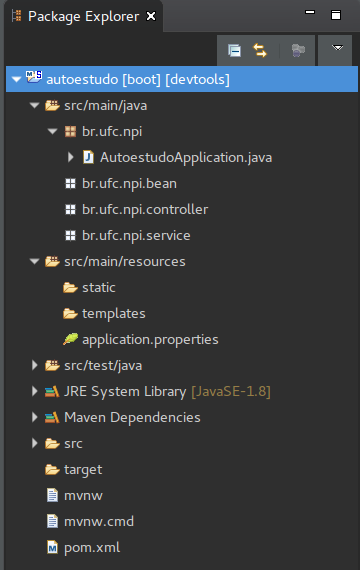 Package Explorer
autoestudo [boot] [devtools]
src/main/java
br.ufc.npi
AutoestudoApplication.java
br.ufc.npi.bean
br.ufc.npi.controller
br.ufc.npi.service
src/main/resources
static
templates
application.properties
src/test/java
JRE System Library [JavaSE-1.8]
Maven Dependencies
src
target
mvnw
mvnw.cmd
pom.xml